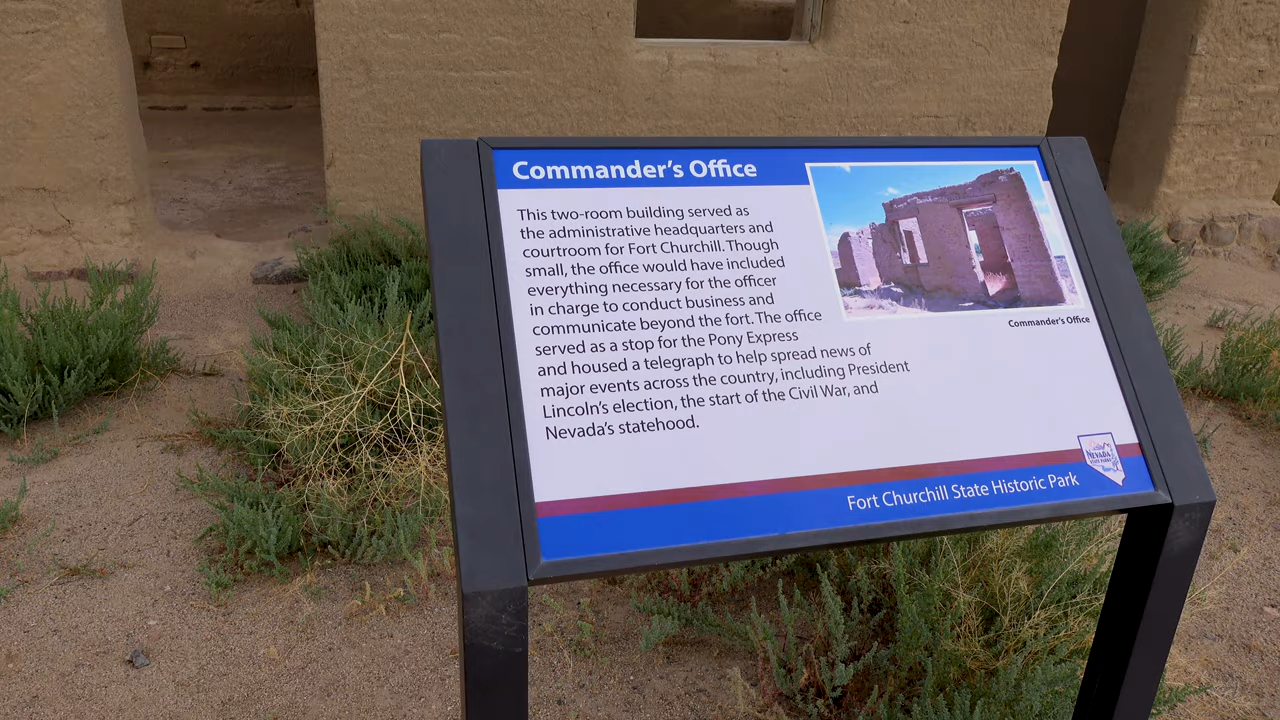 Commander's Office
This two-room building served as
the administrative headquarters and
courtroom for Fort Churchill. Though
small, the office would have included
everything necessary for the officer
in charge to conduct business and
communicate beyond the fort. The office
served as a stop for the Pony Express
and housed a telegraph to help spread news of
major events across the country, including President
Lincoln's election, the start of the Civil War, and
Nevada's statehood.
Commander's Office
NEVADA
STATE PARKS
Fort Churchill State Historic Park